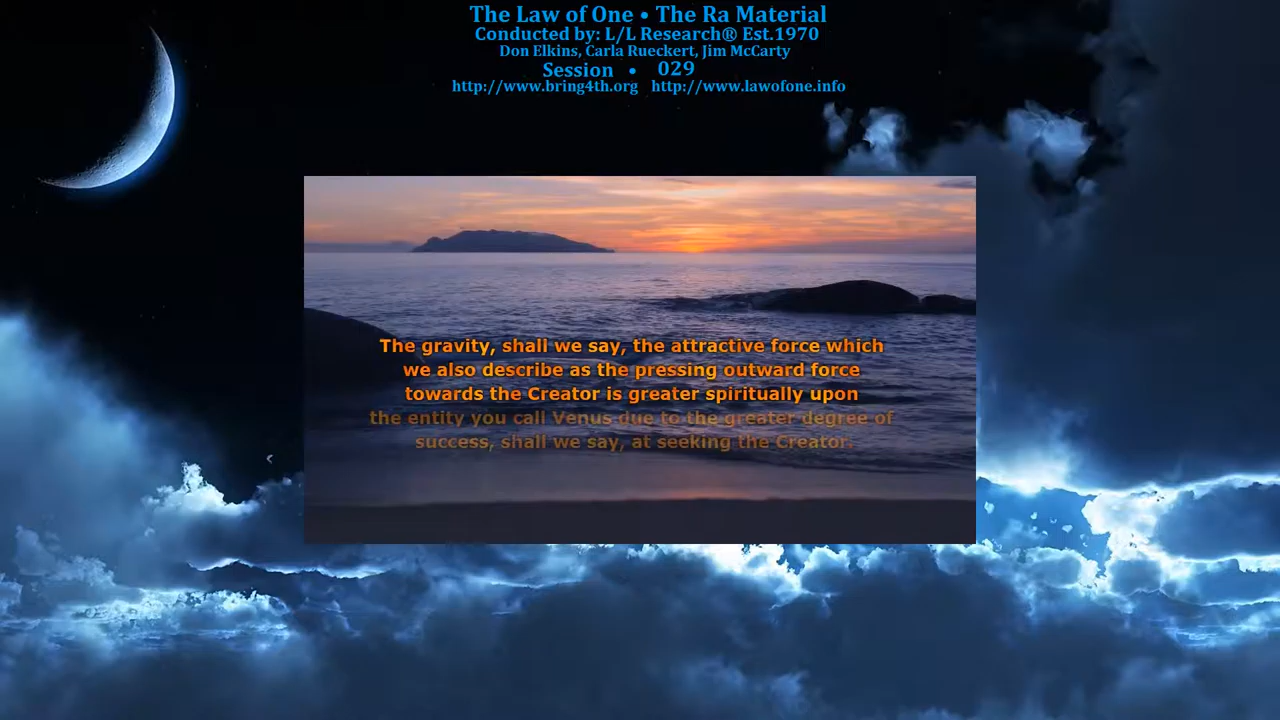 The Law of One • The Ra Material
Conducted by: L/L Research® Est.1970
Don Elkins, Carla Rueckert, Jim McCarty
Session • 029
http://www.bring4th.org http://www.lawofone.info
The gravity, shall we say, the attractive force which
we also describe as the pressing outward force
towards the Creator is greater spiritually upon
the entity you call Venus due to the greater degree of
success, shall we say, at seeking the Creator.